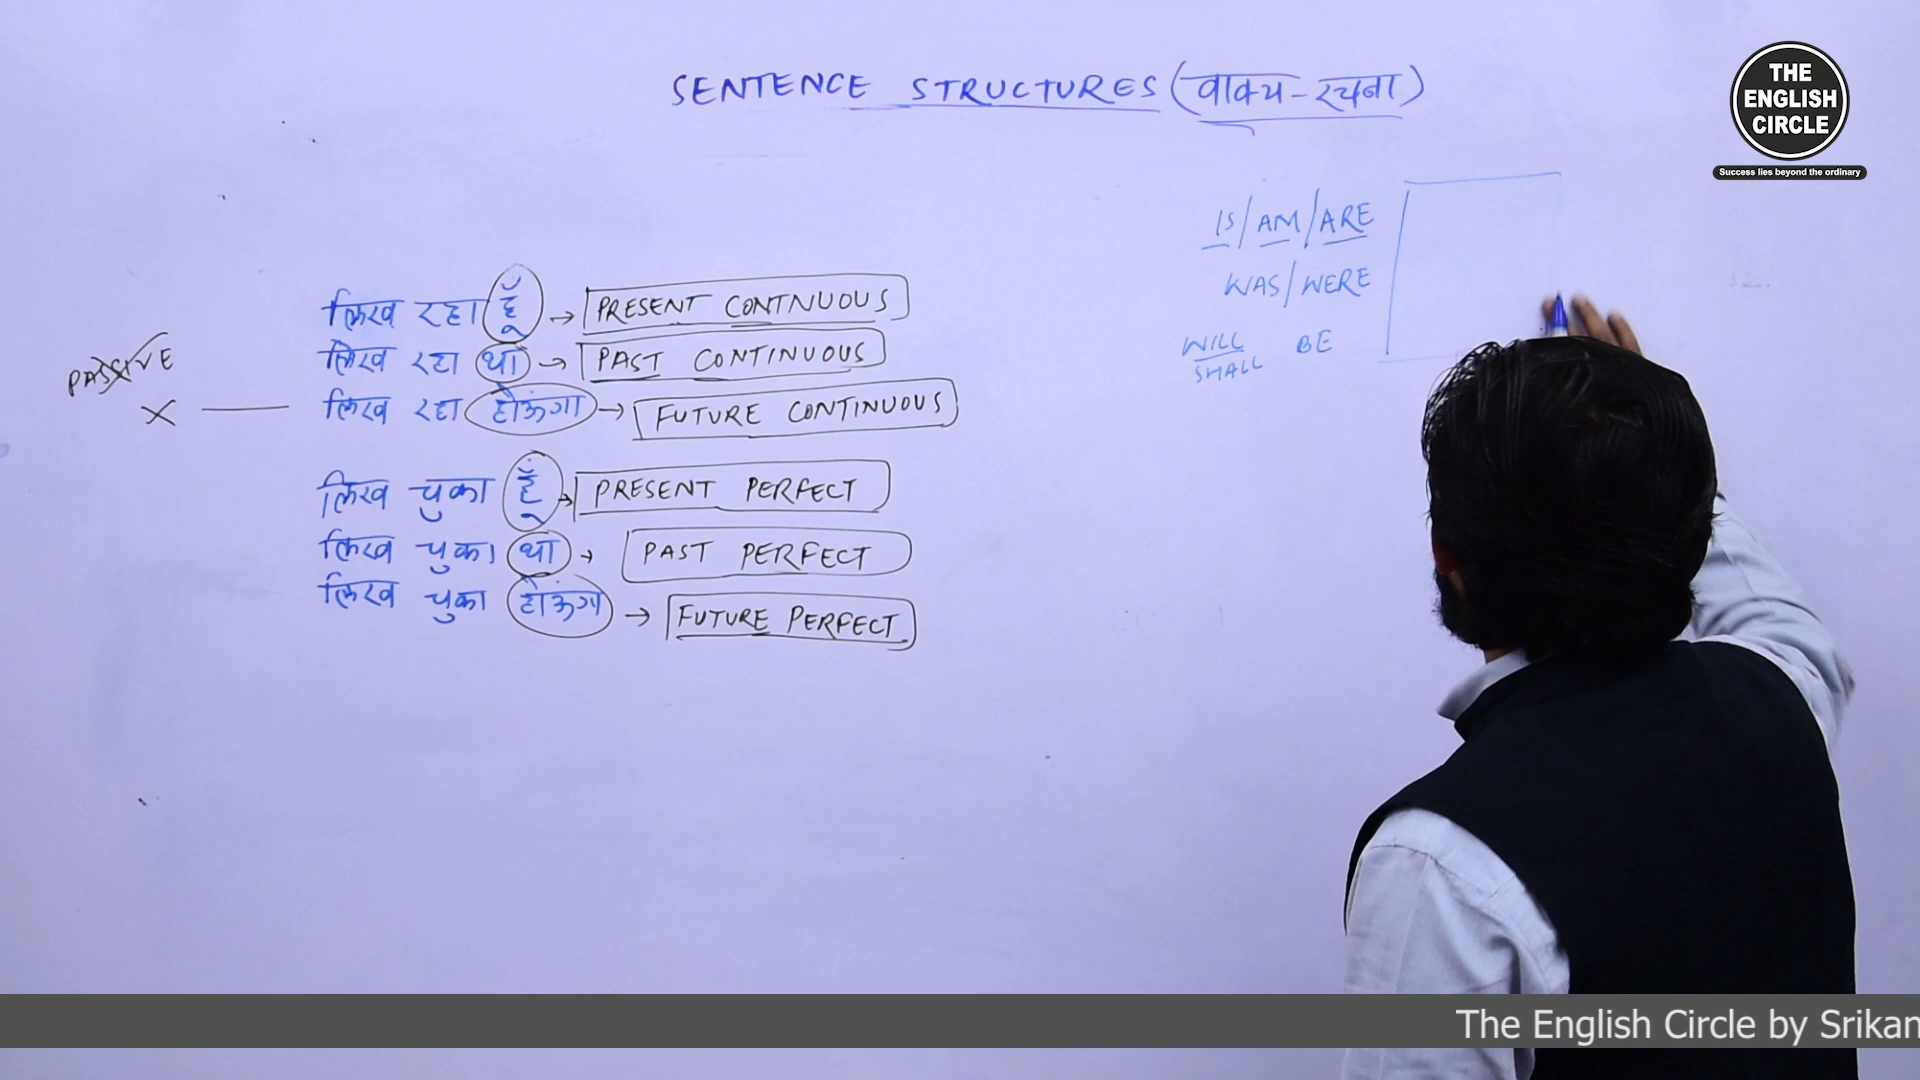 SENTENCE STRUCTURES (वाक्य-रचना)
THE
ENGLISH
CIRCLE
Success lies beyond the ordinary
IS/AM/ARE
WAS/WERE
WILL BE
SHALL
लिख रहा हूँ → PRESENT CONTNUOUS
लिख रहा था → PAST CONTINUOUS
PASSIVE
X — लिख रहा होऊंगा → FUTURE CONTINUOUS
लिख चुका हूँ → PRESENT PERFECT
लिख चुका था → PAST PERFECT
लिख चुका होऊंगा → FUTURE PERFECT
The English Circle by Srikan